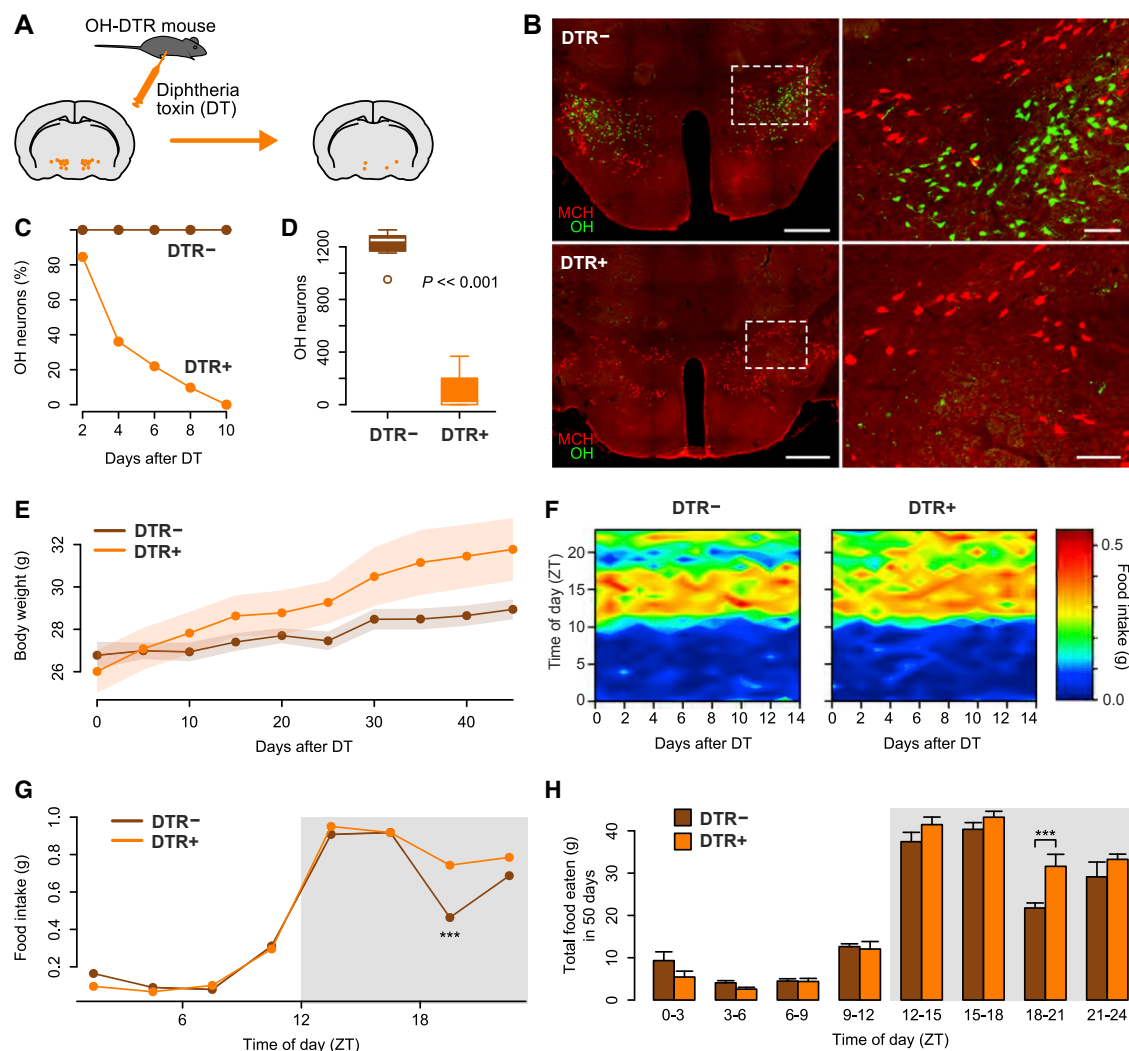 A
OH-DTR mouse
Diphtheria
toxin (DT)
B
DTR−
MCH
OH
DTR+
MCH
OH
C
OH neurons (%)
0 20 40 60 80
DTR−
DTR+
2 4 6 8 10
Days after DT
D
OH neurons
0 400 800 1200
P << 0.001
DTR− DTR+
E
DTR−
DTR+
Body weight (g)
26 28 30 32
0 10 20 30 40
Days after DT
F
DTR− DTR+
Time of day (ZT)
0 5 10 15 20
0 2 4 6 8 10 12 14
Days after DT
0 2 4 6 8 10 12 14
Days after DT
0.5
0.0
Food intake (g)
G
DTR−
DTR+
Food intake (g)
0.2 0.4 0.6 0.8 1.0
***
6 12 18
Time of day (ZT)
H
DTR−
DTR+
Total food eaten (g)
in 50 days
0 10 20 30 40
***
0-3 3-6 6-9 9-12 12-15 15-18 18-21 21-24
Time of day (ZT)